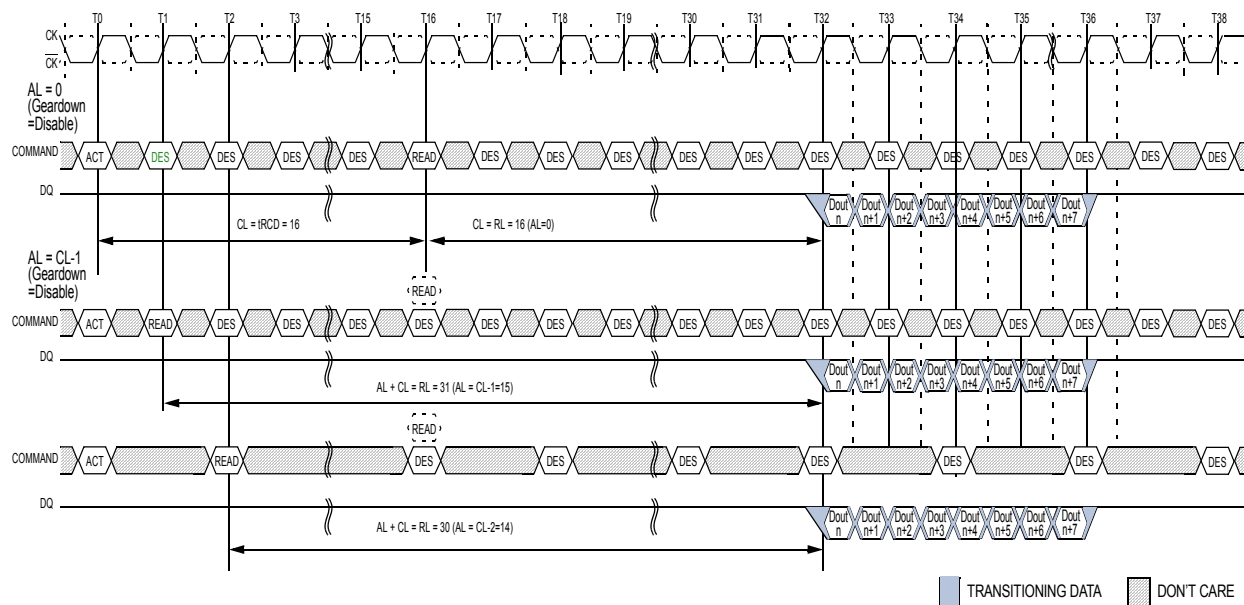 T0 T1 T2 T3 T15 T16 T17 T18 T19 T30 T31 T32 T33 T34 T35 T36 T37 T38
CK
CK
AL = 0
(Geardown
=Disable)
COMMAND ACT DES DES DES DES READ DES DES DES DES DES DES DES DES DES DES DES DES
DQ
Dout n Dout n+1 Dout n+2 Dout n+3 Dout n+4 Dout n+5 Dout n+6 Dout n+7
CL = tRCD = 16 CL = RL = 16 (AL=0)
AL = CL-1
(Geardown
=Disable)
READ
COMMAND ACT READ DES DES DES DES DES DES DES DES DES DES DES DES DES DES DES DES
DQ
Dout n Dout n+1 Dout n+2 Dout n+3 Dout n+4 Dout n+5 Dout n+6 Dout n+7
AL + CL = RL = 31 (AL = CL-1=15)
READ
COMMAND ACT READ DES DES DES DES DES DES DES
DQ
Dout n Dout n+1 Dout n+2 Dout n+3 Dout n+4 Dout n+5 Dout n+6 Dout n+7
AL + CL = RL = 30 (AL = CL-2=14)
TRANSITIONING DATA DON'T CARE